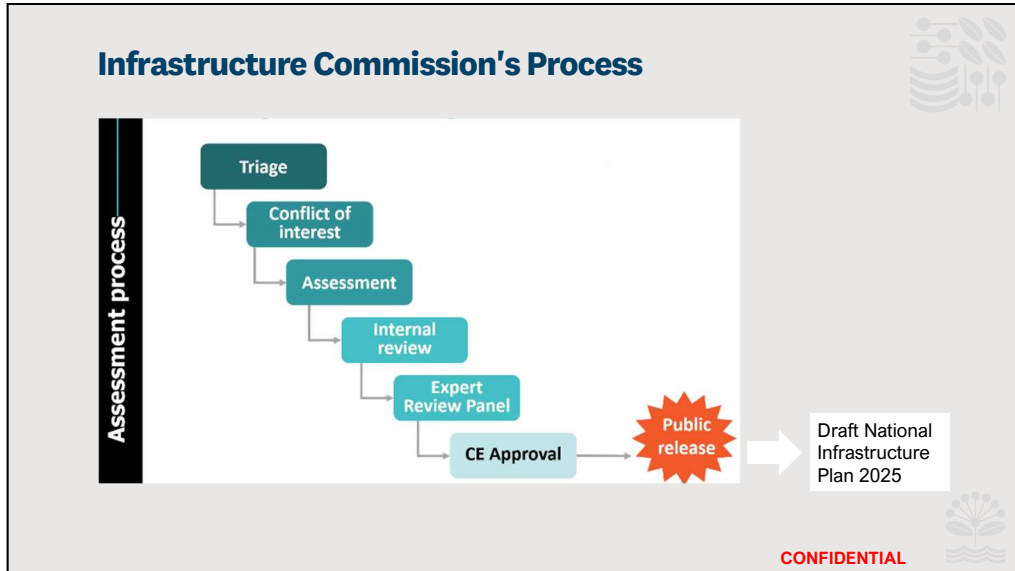 Infrastructure Commission's Process
Assessment process
Triage
Conflict of
interest
Assessment
Internal
review
Expert
Review Panel
CE Approval
Public
release
Draft National
Infrastructure
Plan 2025
CONFIDENTIAL